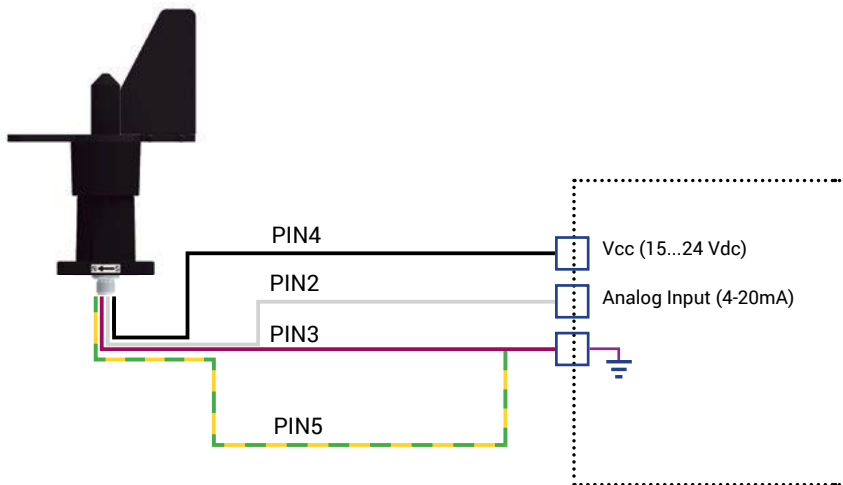 PIN4
Vcc (15...24 Vdc)
PIN2
Analog Input (4-20mA)
PIN3
PIN5
N S